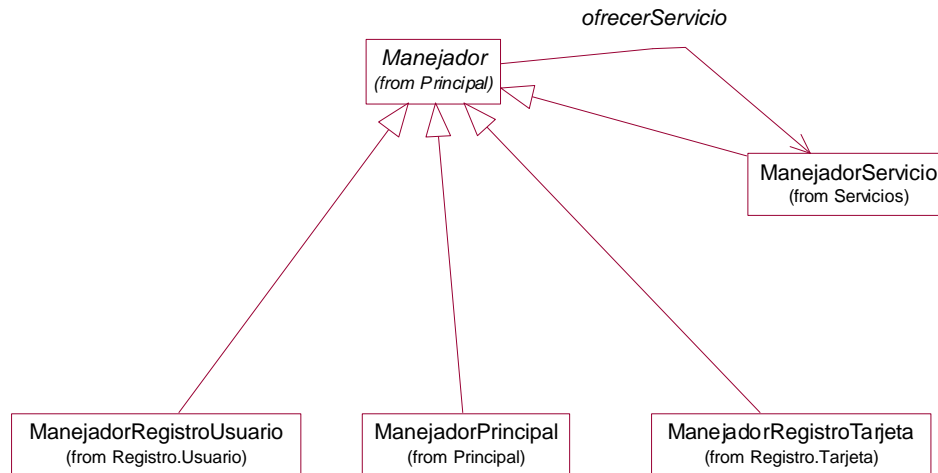 ofrecerServicio
Manejador
(from Principal)
ManejadorServicio
(from Servicios)
ManejadorRegistroUsuario
(from Registro.Usuario)
ManejadorPrincipal
(from Principal)
ManejadorRegistroTarjeta
(from Registro.Tarjeta)